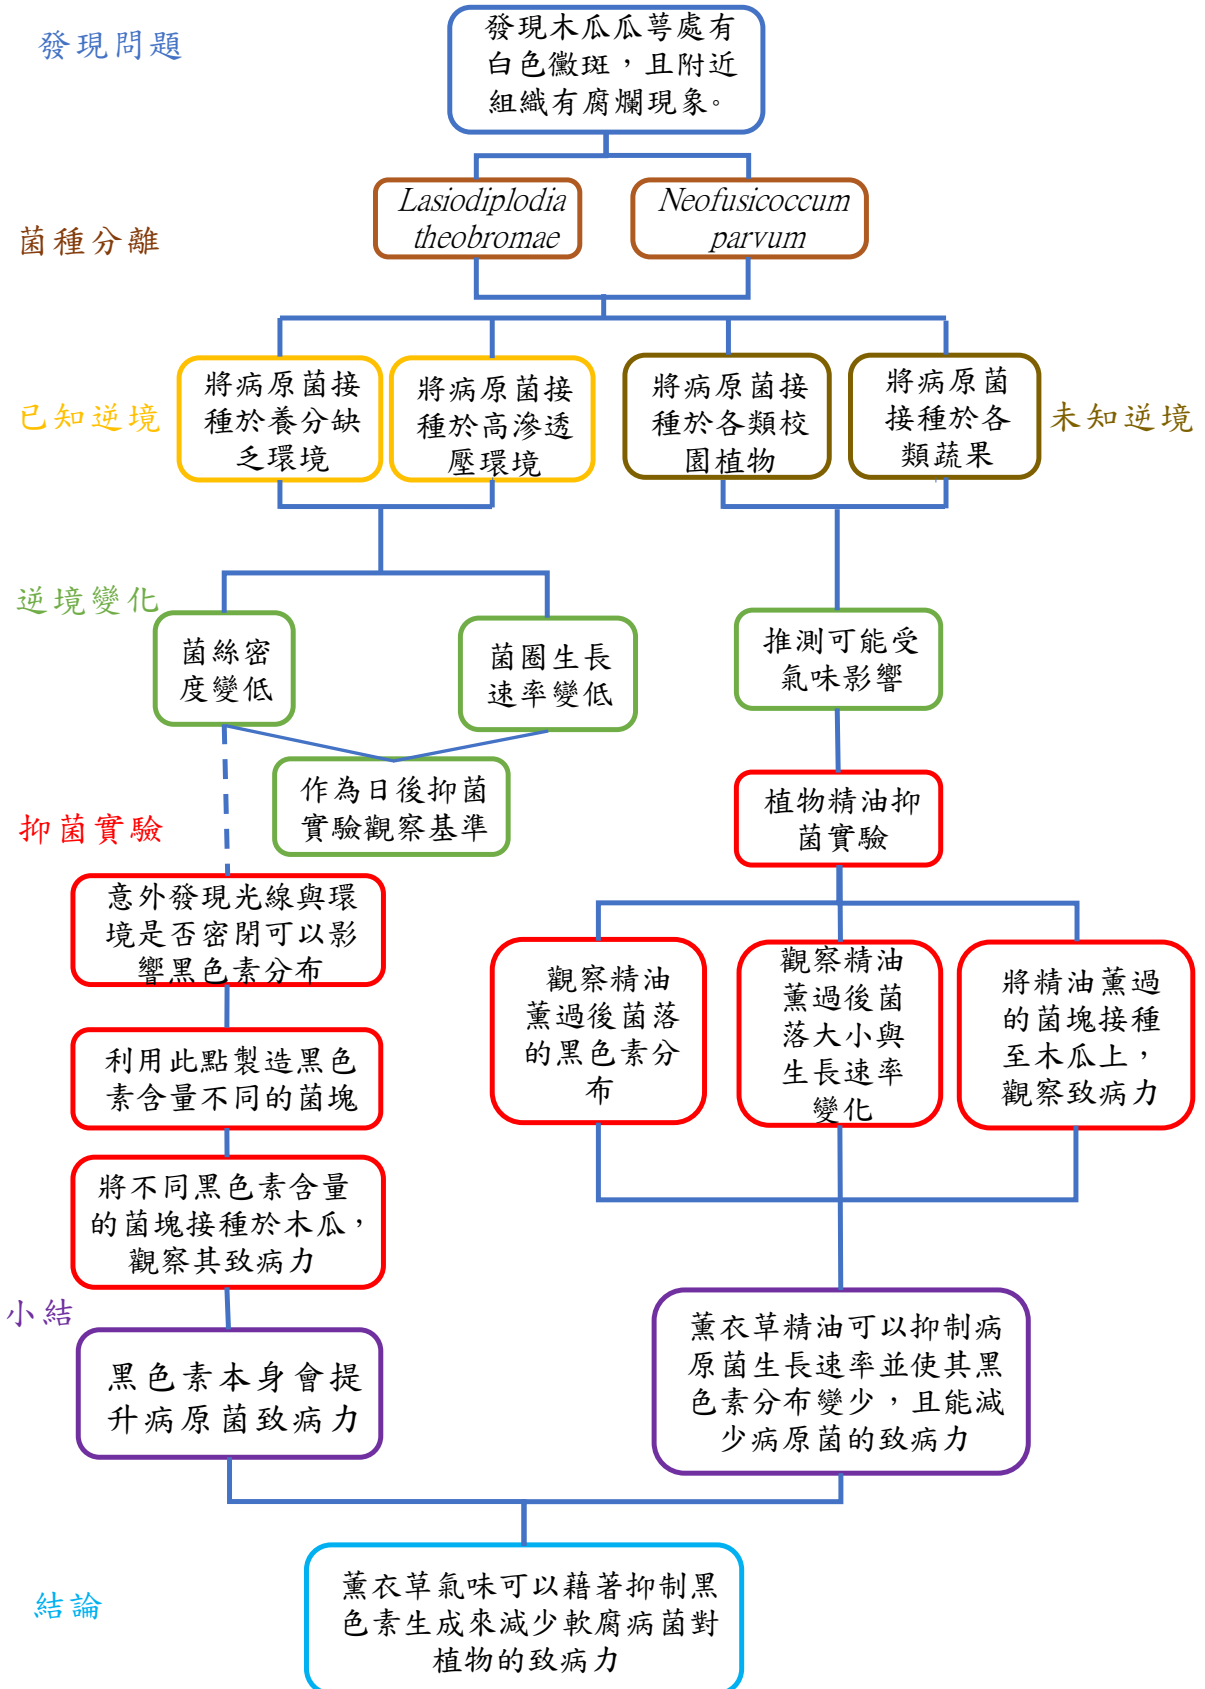 發現問題
發現木瓜瓜萼處有
白色黴斑，且附近
組織有腐爛現象。
菌種分離
Lasiodiplodia
theobromae
Neofusicoccum
parvum
已知逆境
將病原菌接
種於養分缺
乏環境
將病原菌接
種於高滲透
壓環境
將病原菌接
種於各類校
園植物
將病原菌
接種於各
類蔬果
未知逆境
逆境變化
菌絲密
度變低
菌圈生長
速率變低
推測可能受
氣味影響
作為日後抑菌
實驗觀察基準
抑菌實驗
植物精油抑
菌實驗
意外發現光線與環
境是否密閉可以影
響黑色素分布
利用此點製造黑色
素含量不同的菌塊
將不同黑色素含量
的菌塊接種於木瓜，
觀察其致病力
觀察精油
薰過後菌落
的黑色素分
布
觀察精油
薰過後菌
落大小與
生長速率
變化
將精油薰過
的菌塊接種
至木瓜上，
觀察致病力
小結
黑色素本身會提
升病原菌致病力
薰衣草精油可以抑制病
原菌生長速率並使其黑
色素分布變少，且能減
少病原菌的致病力
結論
薰衣草氣味可以藉著抑制黑
色素生成來減少軟腐病菌對
植物的致病力